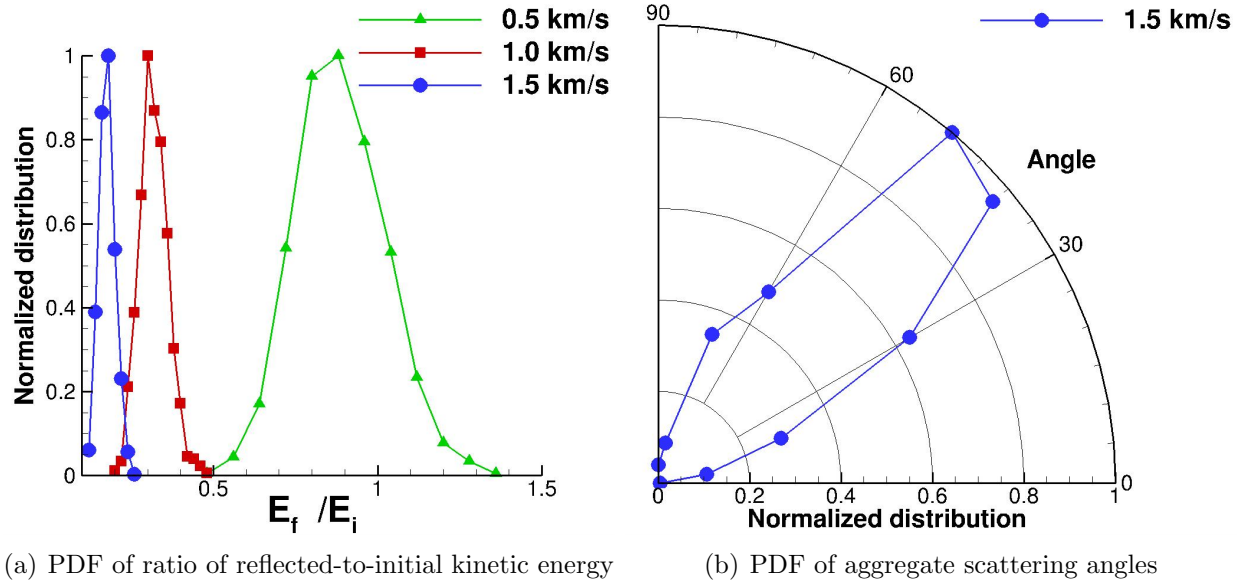 0.5 km/s
1.0 km/s
1.5 km/s
Normalized distribution
1
0.8
0.6
0.4
0.2
0
0.5
1
1.5
E_f /E_i
(a) PDF of ratio of reflected-to-initial kinetic energy
1.5 km/s
90
60
Angle
30
0
0
0.2
0.4
0.6
0.8
1
Normalized distribution
(b) PDF of aggregate scattering angles